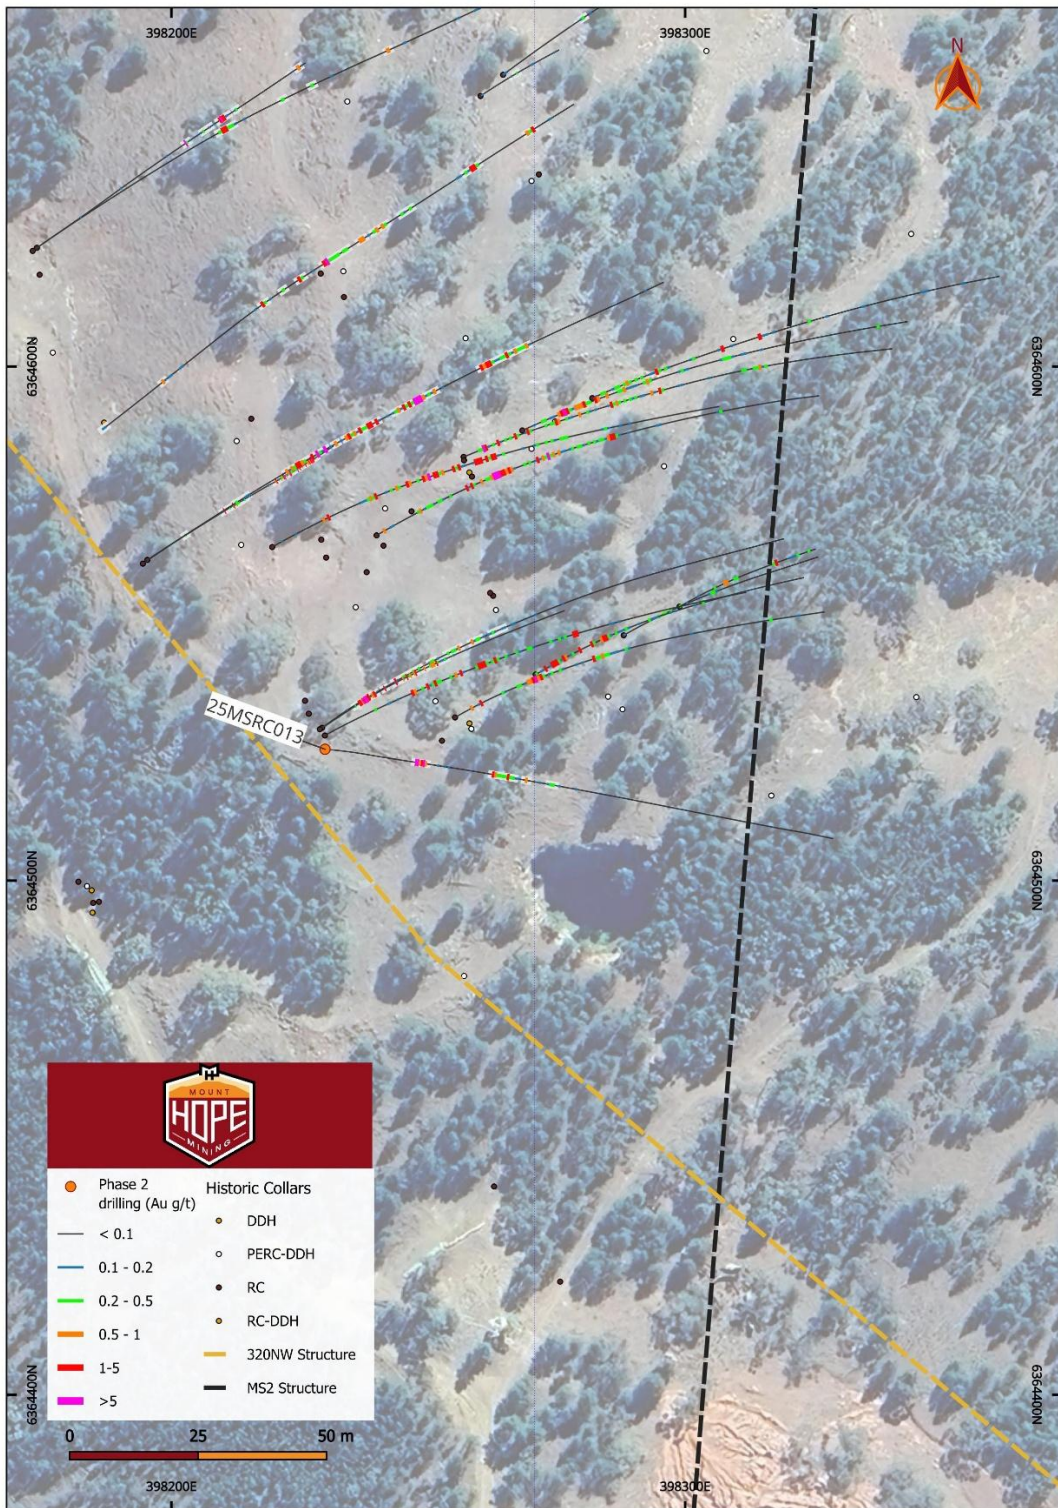 398200E
398300E
N
6364600N
6364600N
25MSRC013
6364500N
6364500N
MH
MOUNT
HOPE
MINING
Phase 2
drilling (Au g/t)
< 0.1
0.1 - 0.2
0.2 - 0.5
0.5 - 1
1-5
>5
Historic Collars
DDH
PERC-DDH
RC
RC-DDH
320NW Structure
MS2 Structure
0
25
50 m
6364400N
6364400N
398200E
398300E